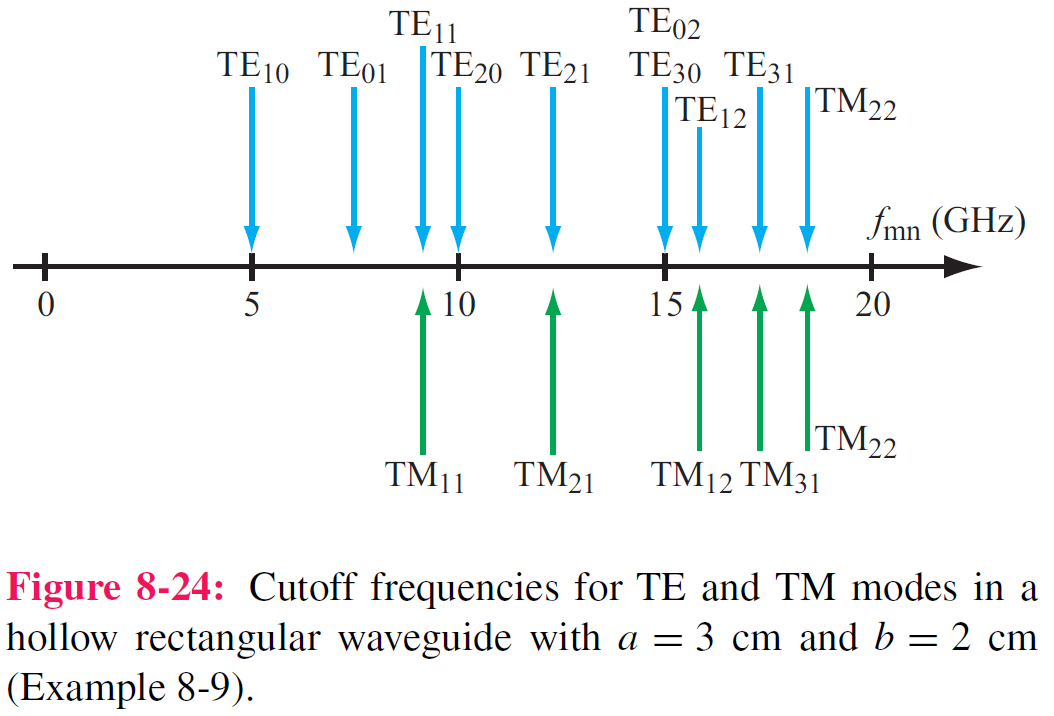 TE₁₁ TE₀₂
TE₁₀ TE₀₁ TE₂₀ TE₂₁ TE₃₀ TE₃₁
TE₁₂ TM₂₂
fₘₙ (GHz)
0 5 10 15 20
TM₂₂
TM₁₁ TM₂₁ TM₁₂ TM₃₁
Figure 8-24: Cutoff frequencies for TE and TM modes in a
hollow rectangular waveguide with a = 3 cm and b = 2 cm
(Example 8-9).